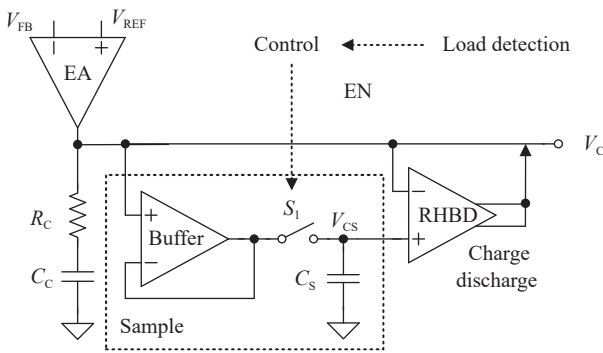 V_FB V_REF
− +
EA
Control
Load detection
EN
V_C
R_C
C_C
+
Buffer
−
S_1
V_CS
C_S
Sample
−
RHBD
+
Charge
discharge